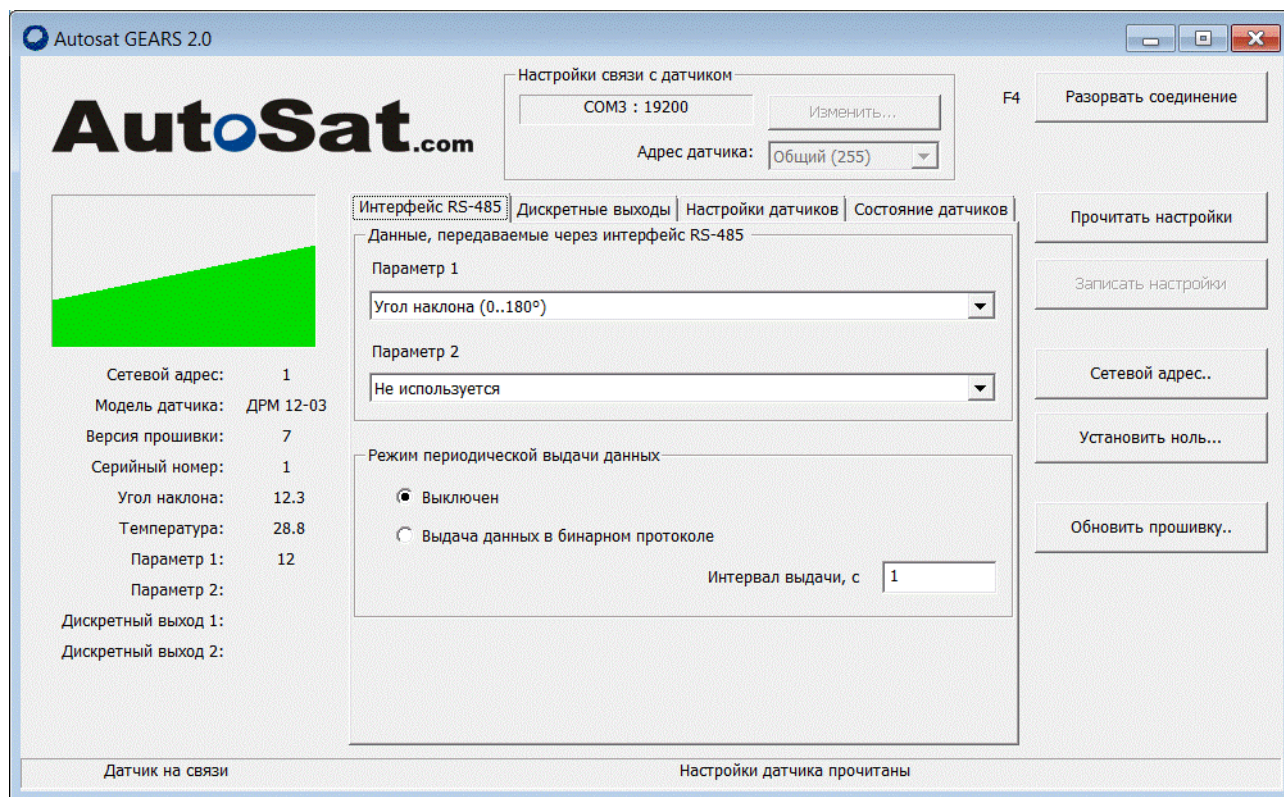 Autosat GEARS 2.0
AutoSat.com
Настройки связи с датчиком
COM3 : 19200
Изменить...
Адрес датчика:
Общий (255)
F4
Разорвать соединение
Интерфейс RS-485
Дискретные выходы
Настройки датчиков
Состояние датчиков
Данные, передаваемые через интерфейс RS-485
Параметр 1
Угол наклона (0..180º)
Параметр 2
Не используется
Режим периодической выдачи данных
Выключен
Выдача данных в бинарном протоколе
Интервал выдачи, с
1
Прочитать настройки
Записать настройки
Сетевой адрес..
Установить ноль...
Обновить прошивку..
Сетевой адрес: 1
Модель датчика: ДРМ 12-03
Версия прошивки: 7
Серийный номер: 1
Угол наклона: 12.3
Температура: 28.8
Параметр 1: 12
Параметр 2:
Дискретный выход 1:
Дискретный выход 2:
Датчик на связи
Настройки датчика прочитаны